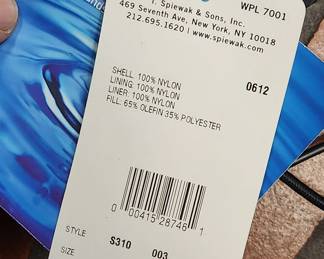 WPL 7001
I. Spiewak & Sons, Inc.
469 Seventh Ave, New York, NY 10018
212.695.1620 | www.spiewak.com
0612
SHELL: 100% NYLON
LINING: 100% NYLON
LINER: 100% NYLON
FILL: 65% OLEFIN 35% POLYESTER
0 00415 28746 1
STYLE S310 003
SIZE